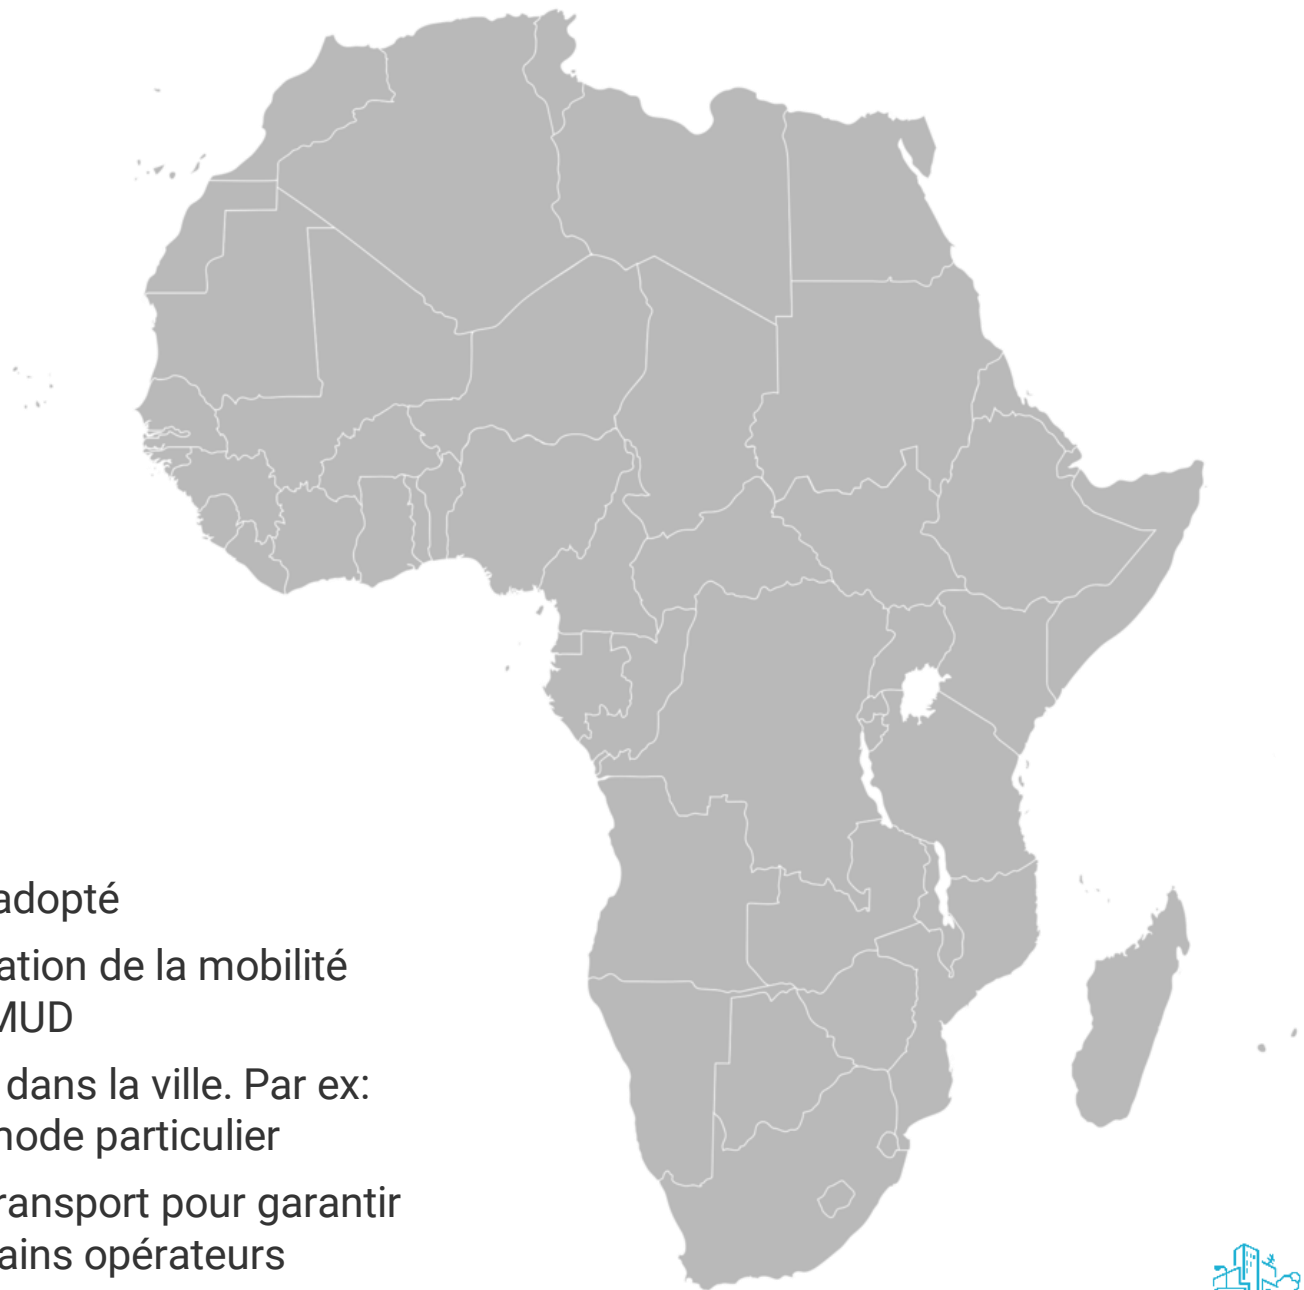 adopté
ation de la mobilité
MUD
dans la ville. Par ex:
node particulier
ransport pour garantir
ains opérateurs